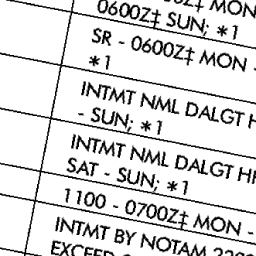 0600Z‡ SUN; *1
SR - 0600Z‡ MON -
*1
INTMT NML DALGT
- SUN; *1
INTMT NML DALGT
SAT - SUN; *1
1100 - 0700Z‡ MON -
INTMT BY NOTAM
EXCEED